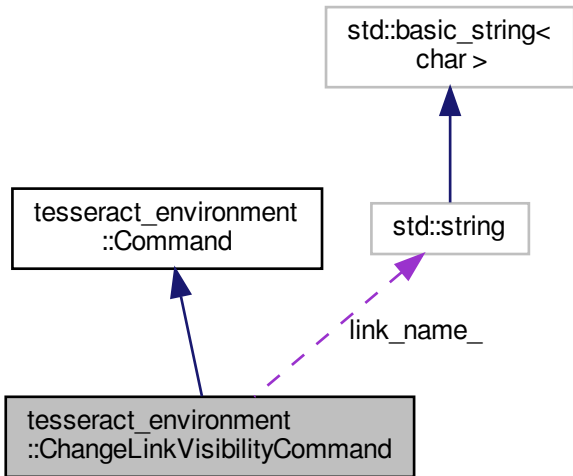 std::basic_string<
char >
tesseract_environment
::Command
std::string
link_name_
tesseract_environment
::ChangeLinkVisibilityCommand